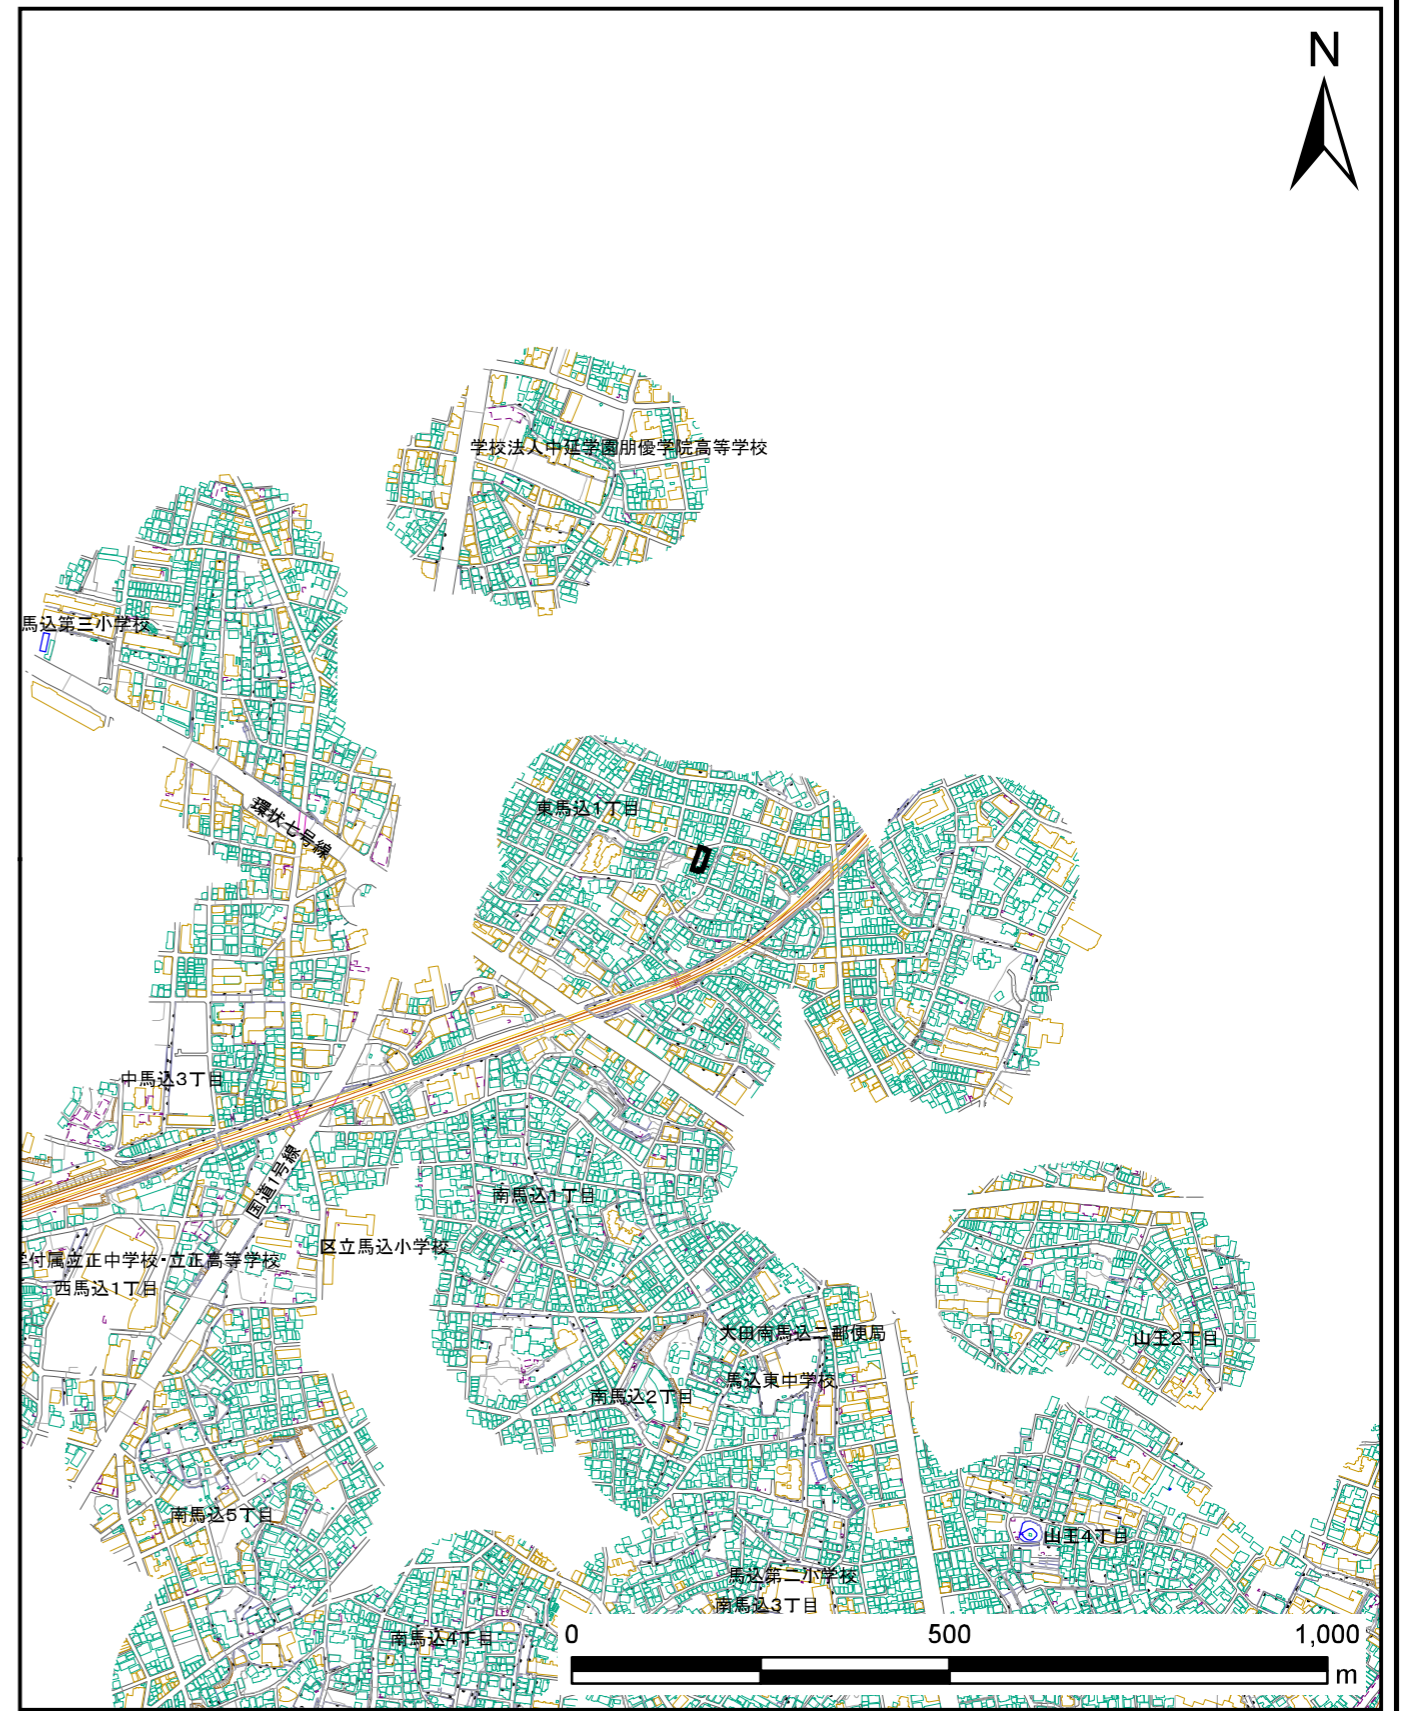 N
学校法人中延学園朋優学院高等学校
馬込第三小学校
環状七号線
東馬込1丁目
中馬込3丁目
国道1号線
南馬込1丁目
区立馬込小学校
付属立正中学校・立正高等学校
西馬込1丁目
大田南馬込二郵便局
山王2丁目
馬込東中学校
南馬込2丁目
南馬込5丁目
山王4丁目
馬込第二小学校
南馬込3丁目
南馬込4丁目
0 500 1,000
m